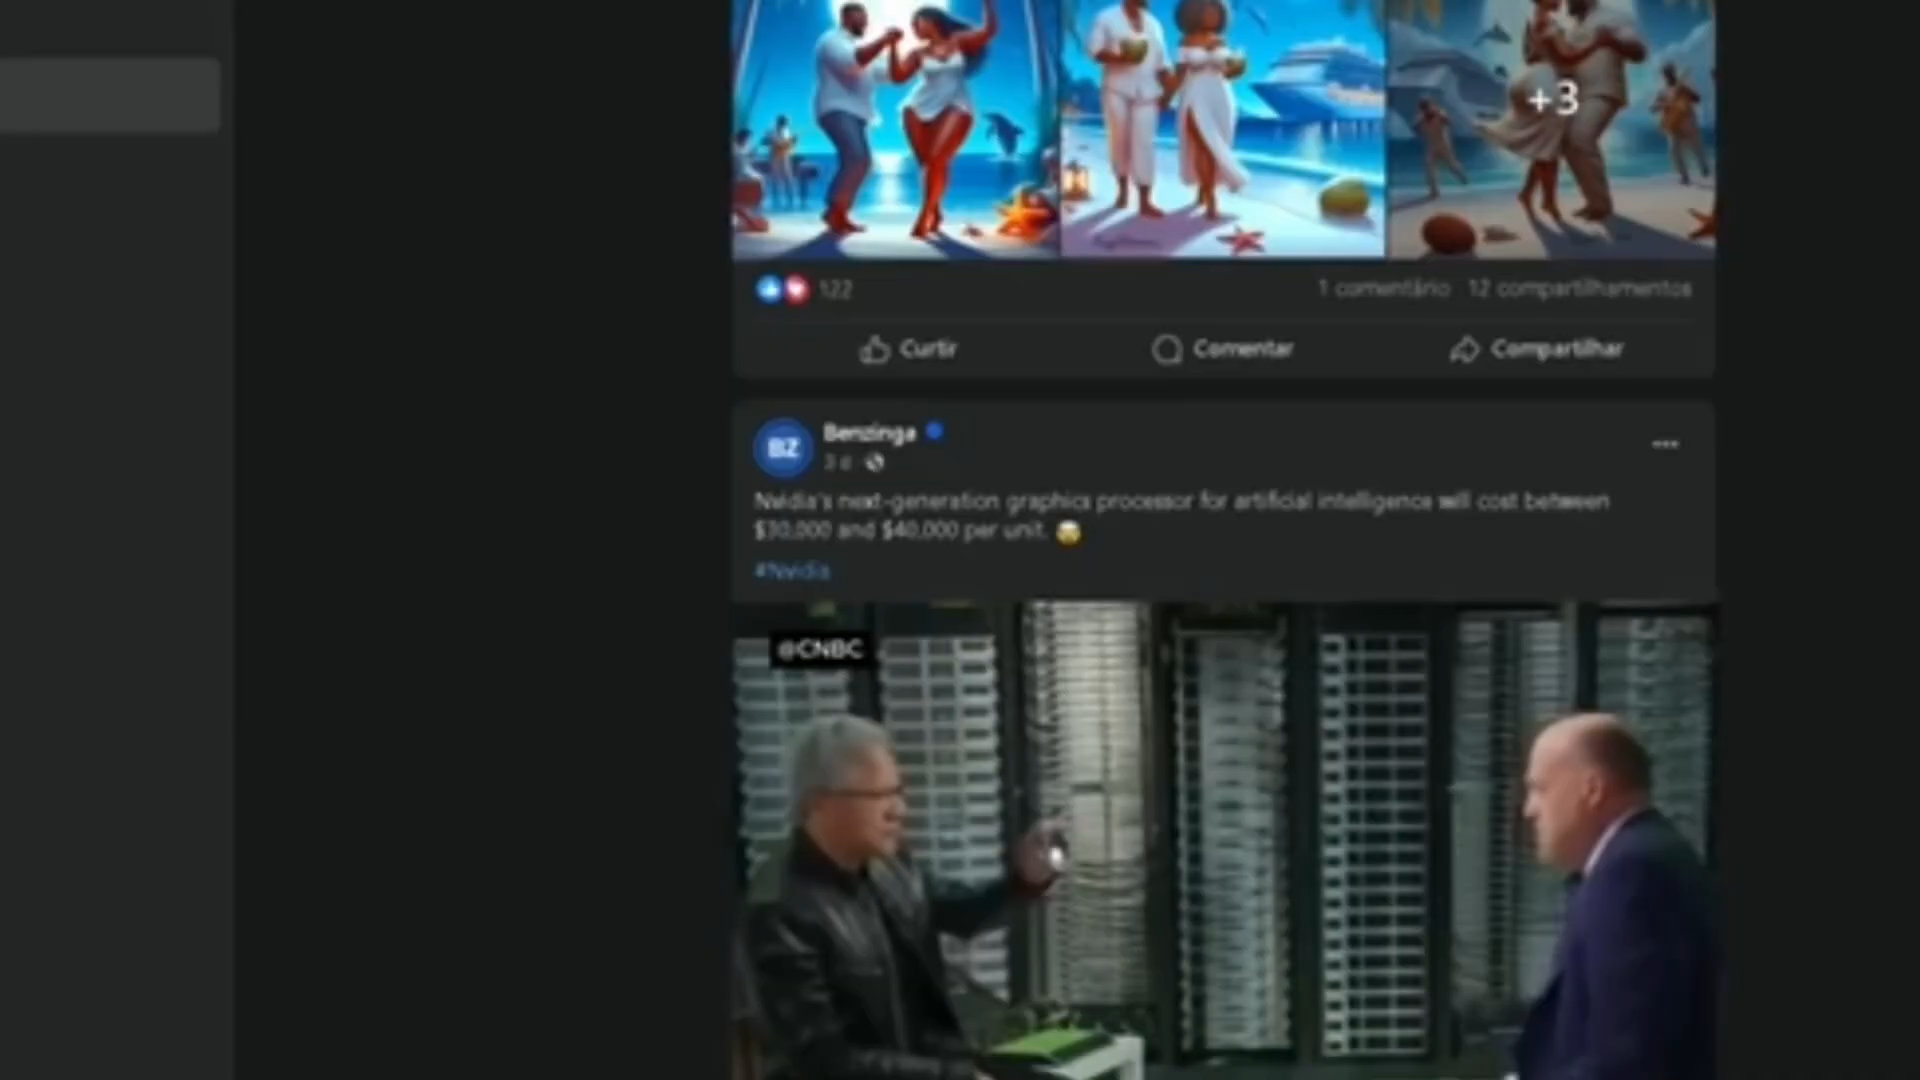 +3
122
1 comentário 12 compartilhamentos
Curtir
Comentar
Compartilhar
BZ
Benzinga
3 d
Nvidia's next-generation graphics processor for artificial intelligence will cost between
$30,000 and $40,000 per unit.
#Nvidia
@CNBC